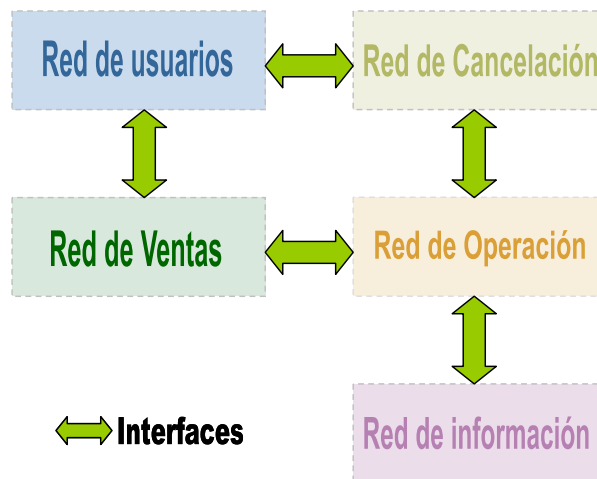 Red de usuarios
Red de Cancelación
Red de Ventas
Red de Operación
Interfaces
Red de información